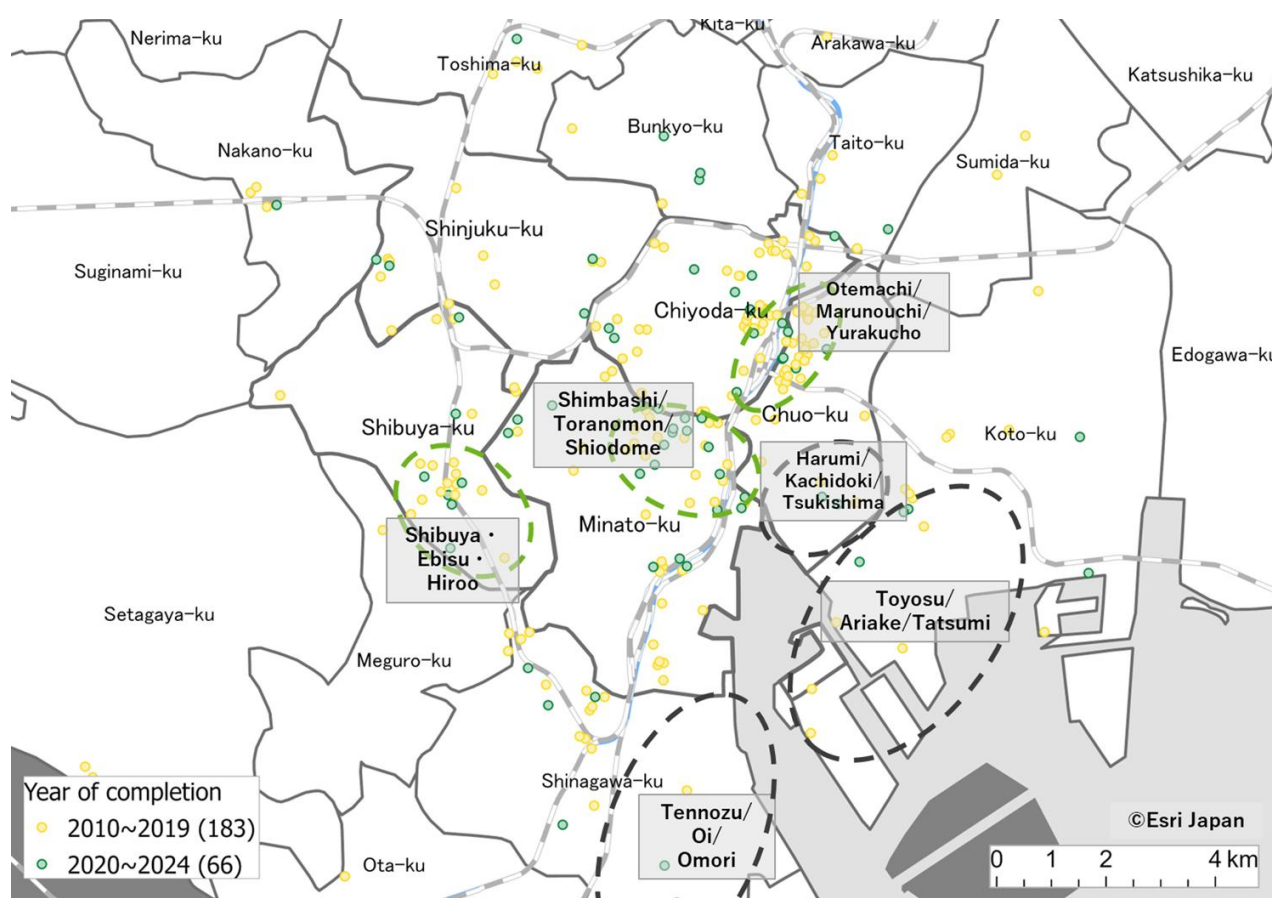 Nerima-ku
Kita-ku
Arakawa-ku
Toshima-ku
Katsushika-ku
Bunkyo-ku
Nakano-ku
Taito-ku
Sumida-ku
Shinjuku-ku
Suginami-ku
Otemachi/
Marunouchi/
Yurakucho
Chiyoda-ku
Edogawa-ku
Shimbashi/
Toranomon/
Shiodome
Chuo-ku
Shibuya-ku
Koto-ku
Harumi/
Kachidoki/
Tsukishima
Minato-ku
Shibuya・
Ebisu・
Hiroo
Toyosu/
Ariake/Tatsumi
Setagaya-ku
Meguro-ku
Shinagawa-ku
Year of completion
2010~2019 (183)
2020~2024 (66)
Tennozu/
Oi/
Omori
©Esri Japan
Ota-ku
0 1 2 4 km